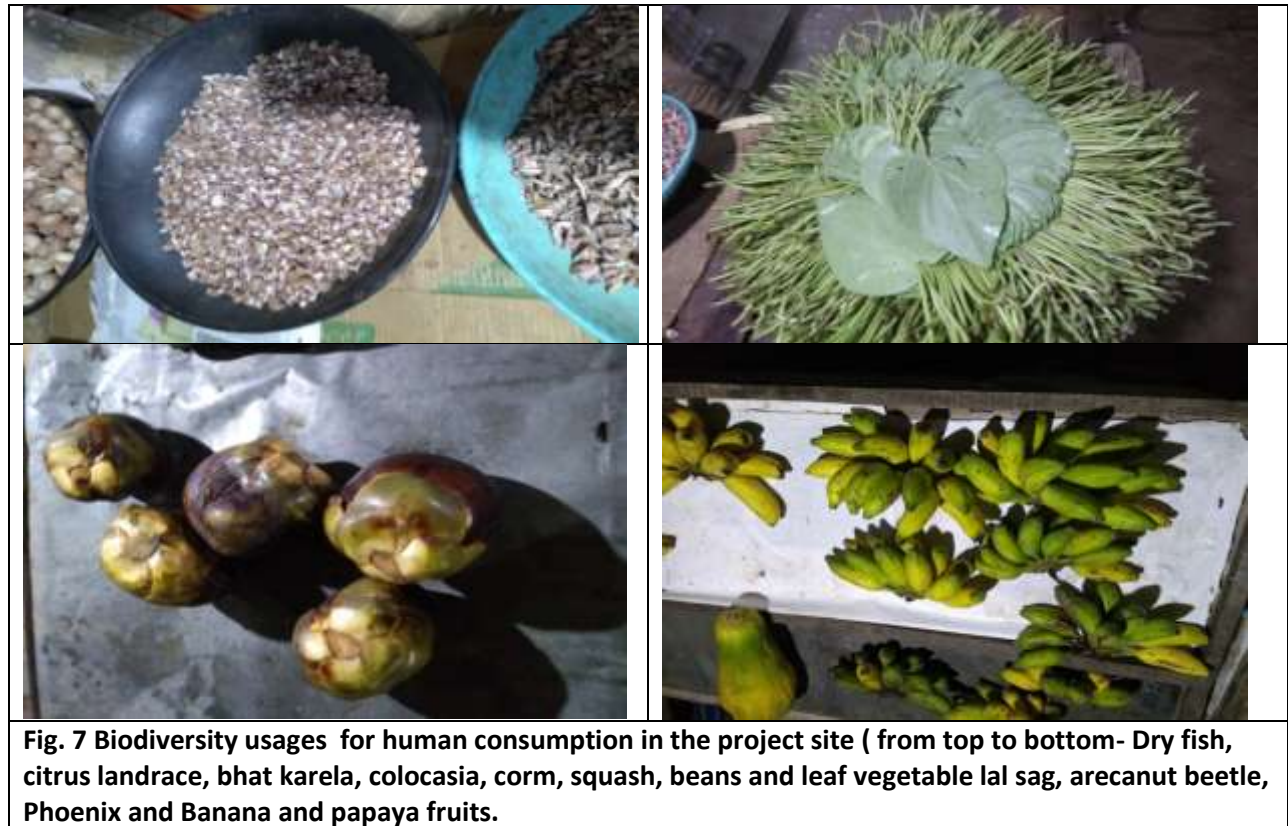 Fig. 7 Biodiversity usages for human consumption in the project site ( from top to bottom- Dry fish,
citrus landrace, bhat karela, colocasia, corm, squash, beans and leaf vegetable lal sag, arecanut beetle,
Phoenix and Banana and papaya fruits.